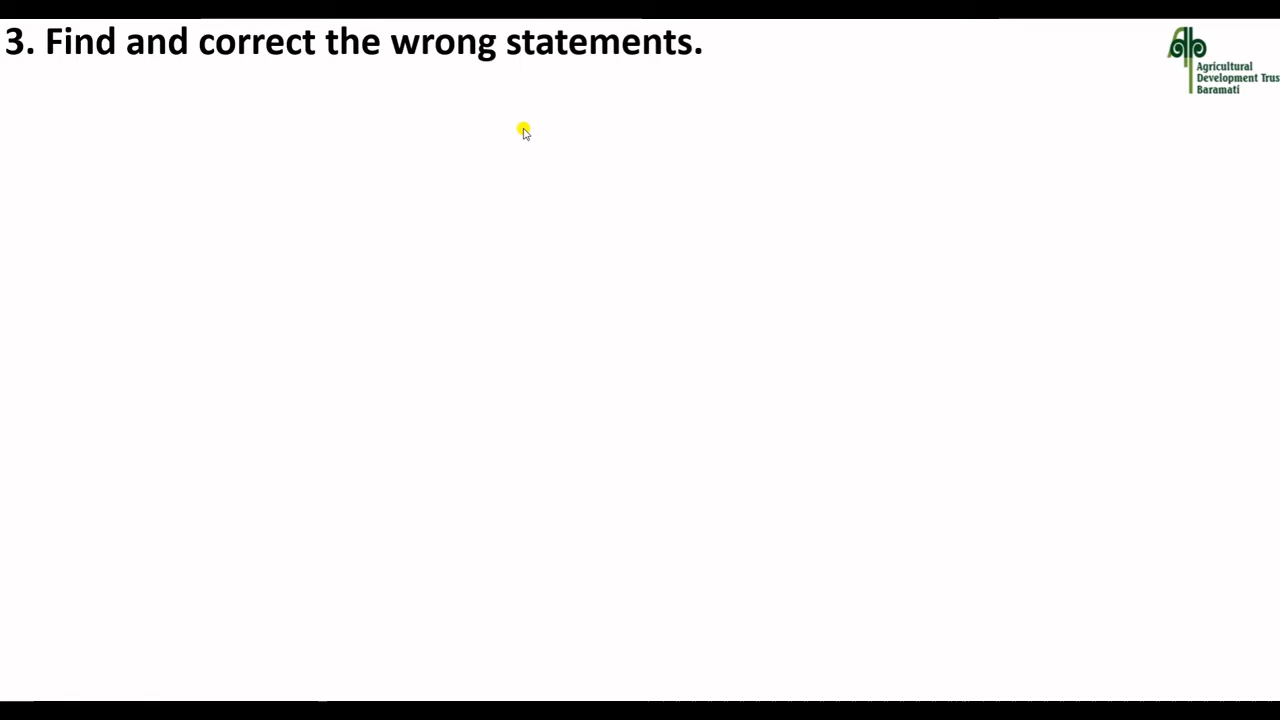 3. Find and correct the wrong statements.
Agricultural
Development Trus
Baramati